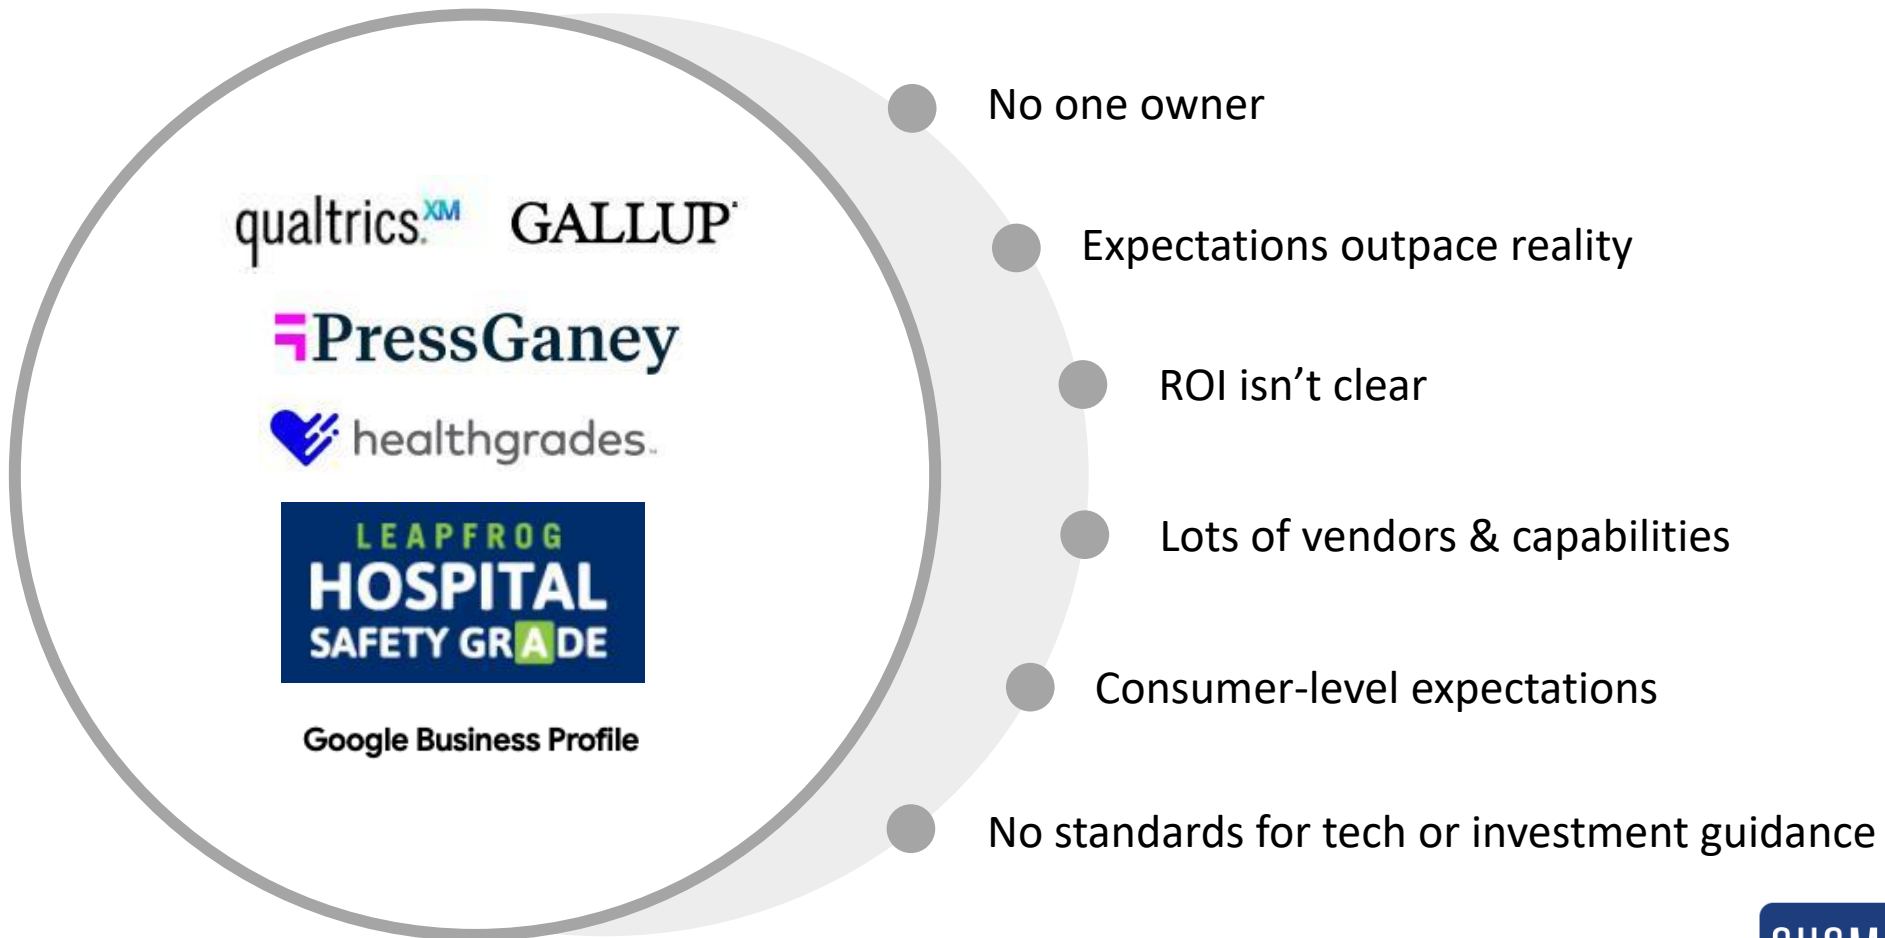 No one owner
Expectations outpace reality
qualtrics.XM GALLUP
PressGaney
ROI isn’t clear
healthgrades
Lots of vendors & capabilities
LEAPFROG
HOSPITAL
SAFETY GRADE
Consumer-level expectations
Google Business Profile
No standards for tech or investment guidance